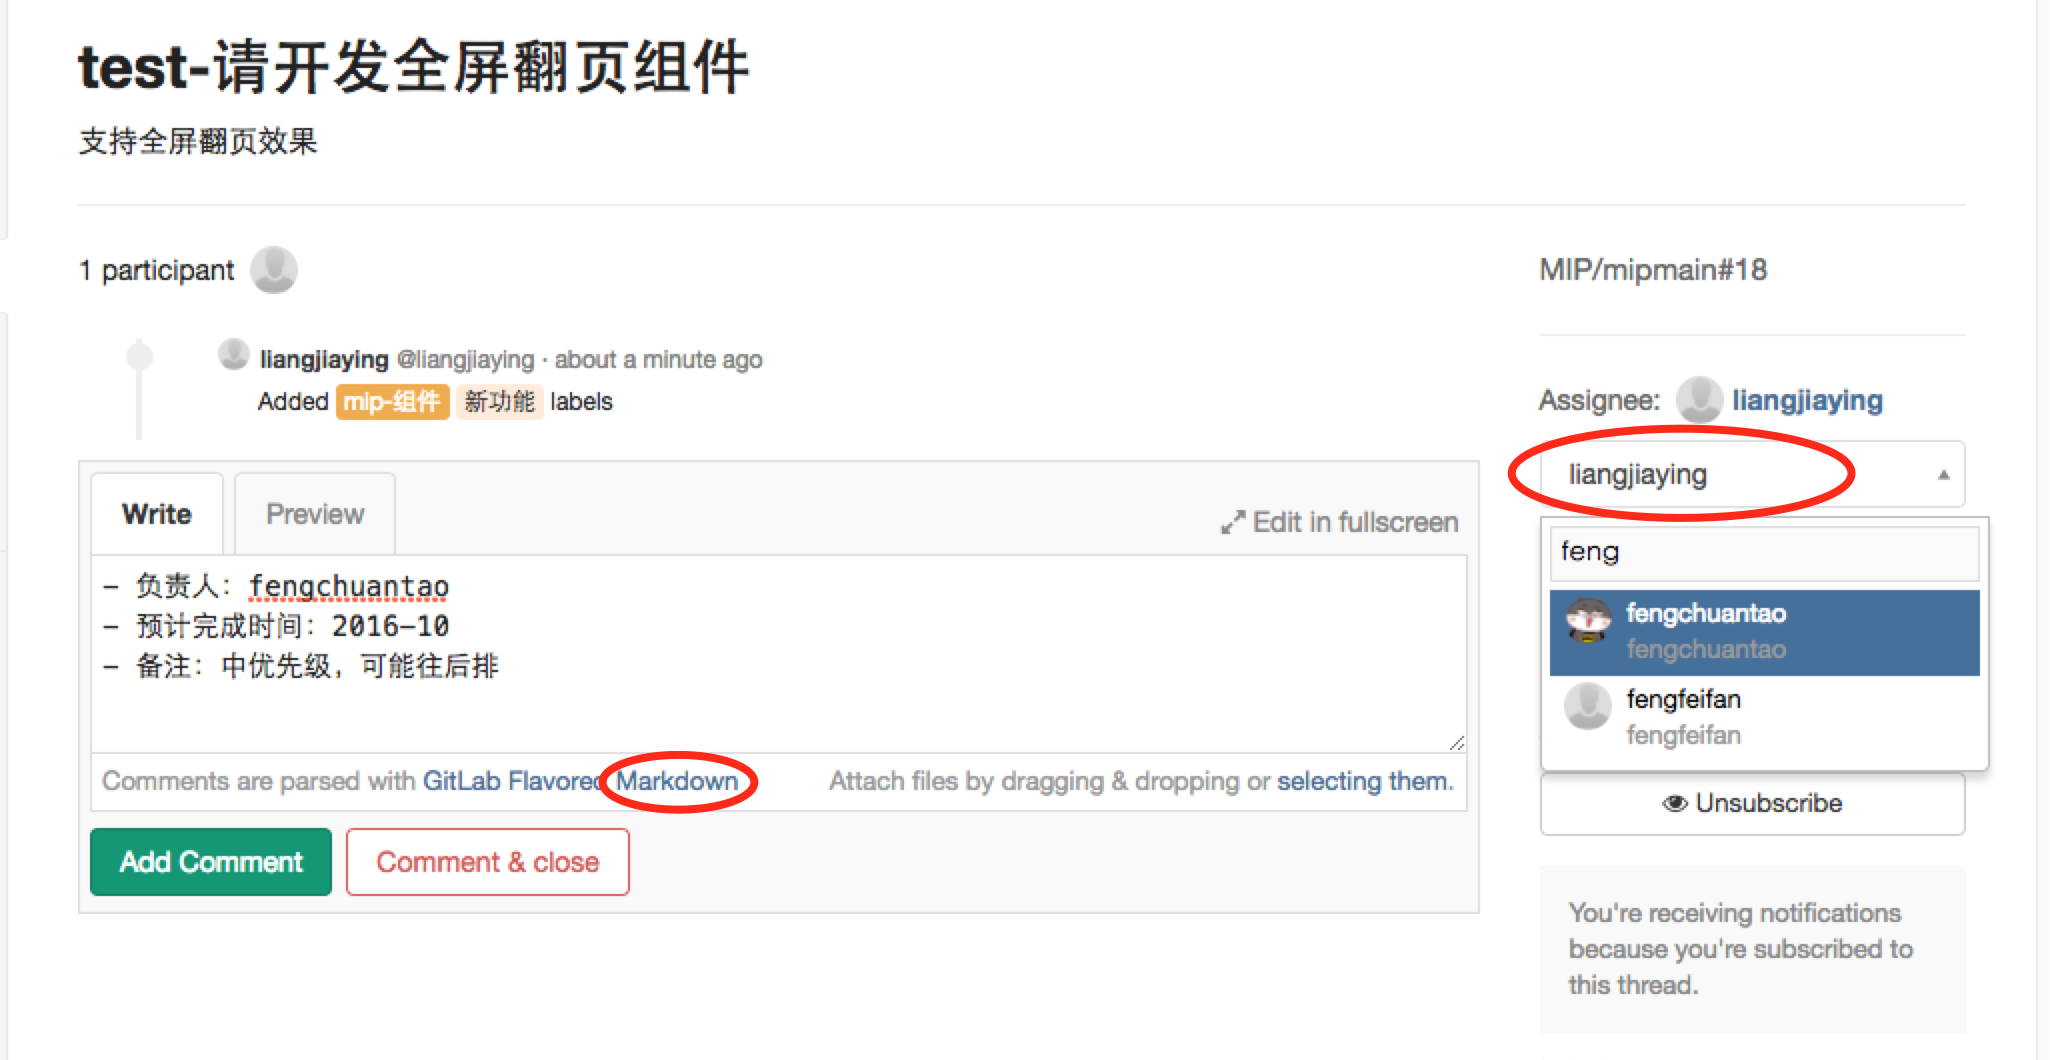 test-请开发全屏翻页组件
支持全屏翻页效果
1 participant
liangjiaying @liangjiaying · about a minute ago
Added mip-组件 新功能 labels
Write
Preview
Edit in fullscreen
- 负责人: fengchuantao
- 预计完成时间: 2016-10
- 备注: 中优先级, 可能往后排
Comments are parsed with GitLab Flavored Markdown
Attach files by dragging & dropping or selecting them.
Add Comment
Comment & close
MIP/mipmain#18
Assignee: liangjiaying
liangjiaying
feng
fengchuantao
fengchuantao
fengfeifan
fengfeifan
Unsubscribe
You're receiving notifications
because you're subscribed to
this thread.